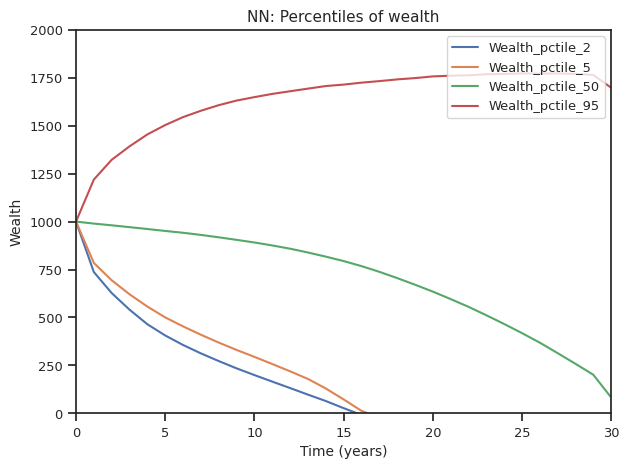 NN: Percentiles of wealth
2000
1750
1500
1250
1000
750
500
250
0
Wealth
Wealth_pctile_2
Wealth_pctile_5
Wealth_pctile_50
Wealth_pctile_95
0 5 10 15 20 25 30
Time (years)